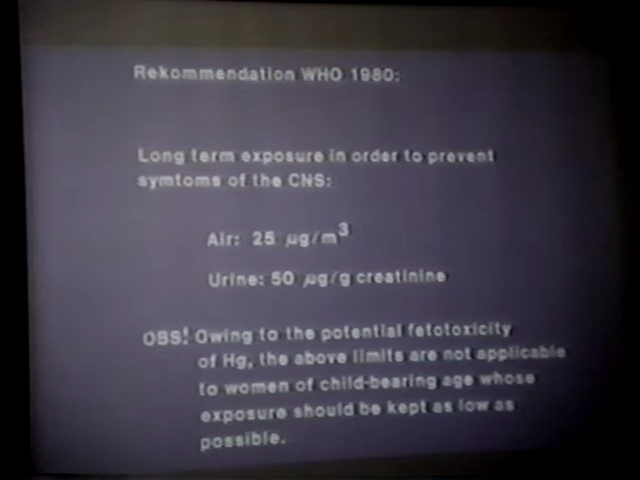 Rekommendation WHO 1980:
Long term exposure in order to prevent
symtoms of the CNS:
Air: 25 µg/m³
Urine: 50 µg/g creatinine
OBS! Owing to the potential fetotoxicity
of Hg, the above limits are not applicable
to women of child-bearing age whose
exposure should be kept as low as
possible.